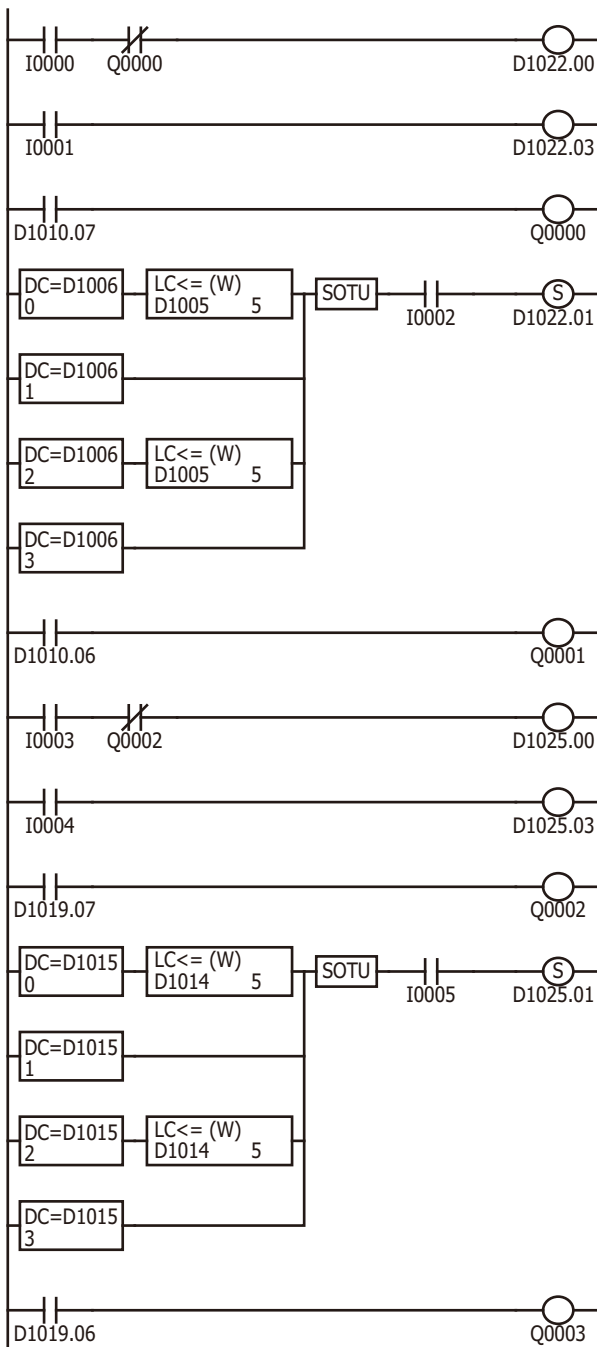 I0000 Q0000 D1022.00
I0001 D1022.03
D1010.07 Q0000
DC=D1006 LC<= (W) SOTU S
0 D1005 5 I0002 D1022.01
DC=D1006
1
DC=D1006 LC<= (W)
2 D1005 5
DC=D1006
3
D1010.06 Q0001
I0003 Q0002 D1025.00
I0004 D1025.03
D1019.07 Q0002
DC=D1015 LC<= (W) SOTU S
0 D1014 5 I0005 D1025.01
DC=D1015
1
DC=D1015 LC<= (W)
2 D1014 5
DC=D1015
3
D1019.06 Q0003